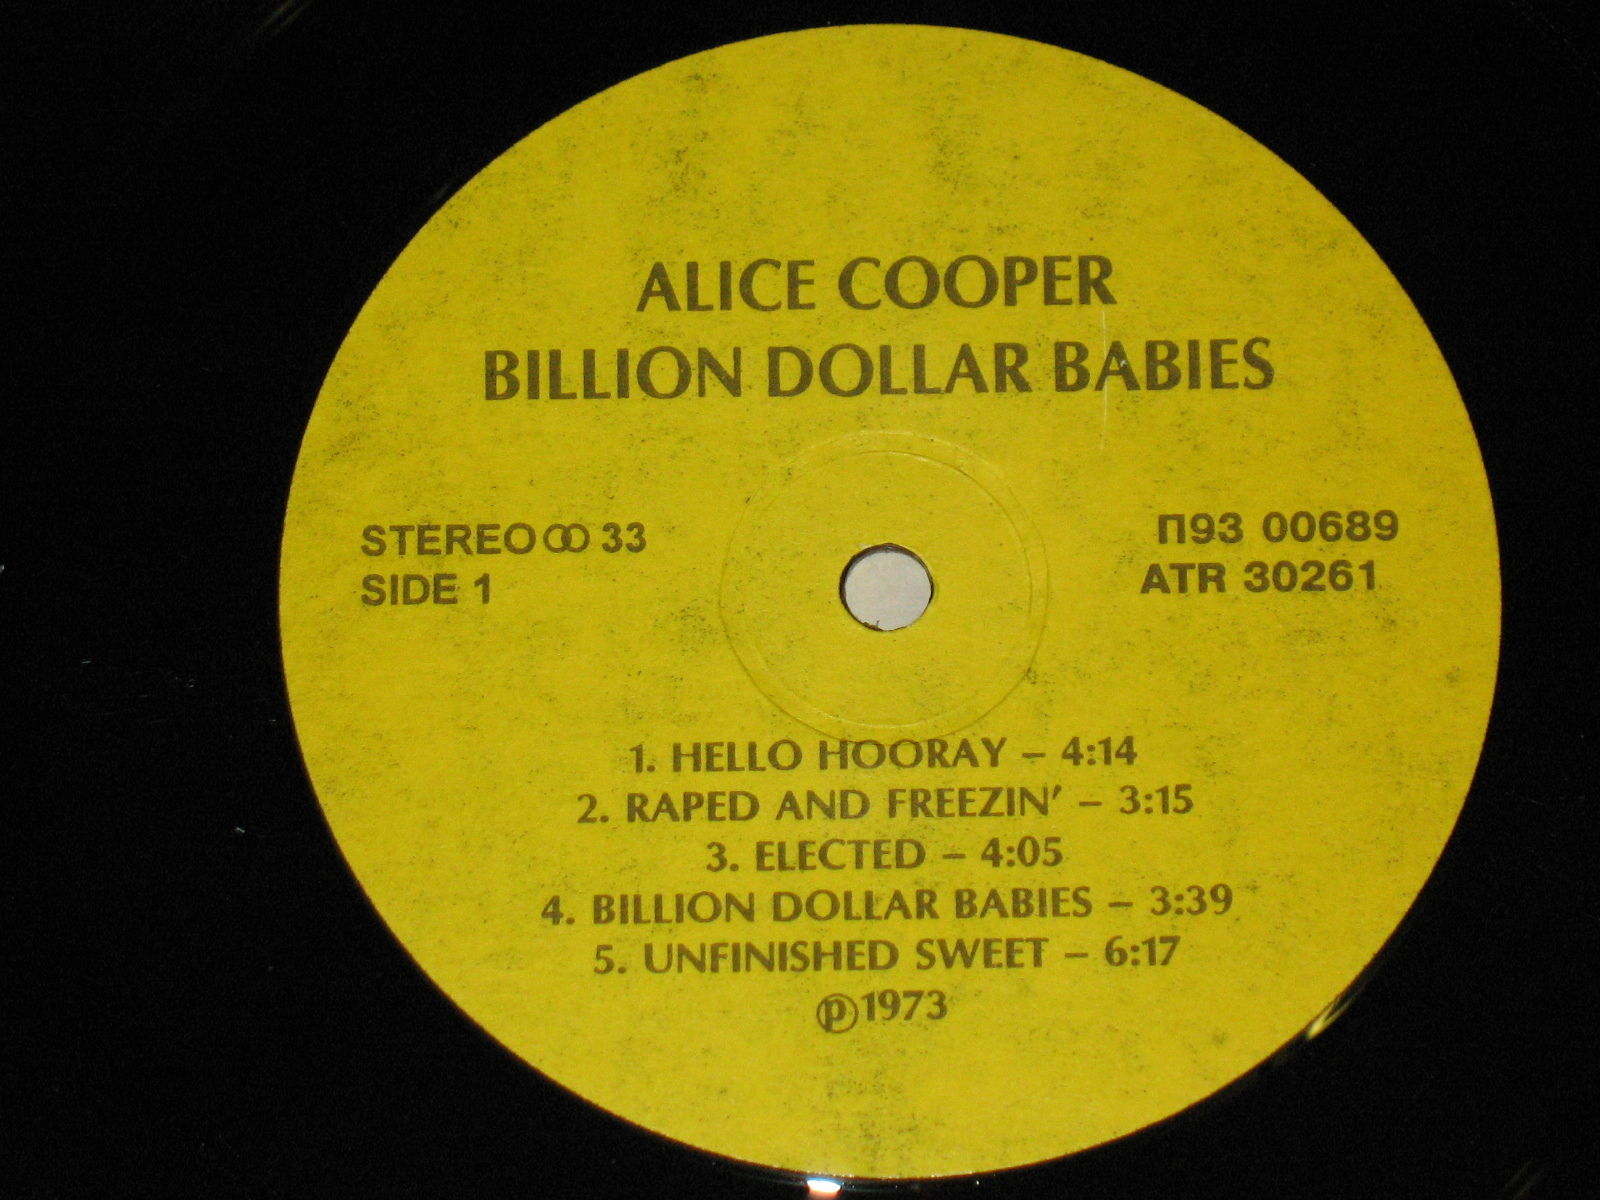 ALICE COOPER
BILLION DOLLAR BABIES
STEREO ꝏ 33
SIDE 1
П93 00689
ATR 30261
1. HELLO HOORAY – 4:14
2. RAPED AND FREEZIN' – 3:15
3. ELECTED – 4:05
4. BILLION DOLLAR BABIES – 3:39
5. UNFINISHED SWEET – 6:17
℗1973